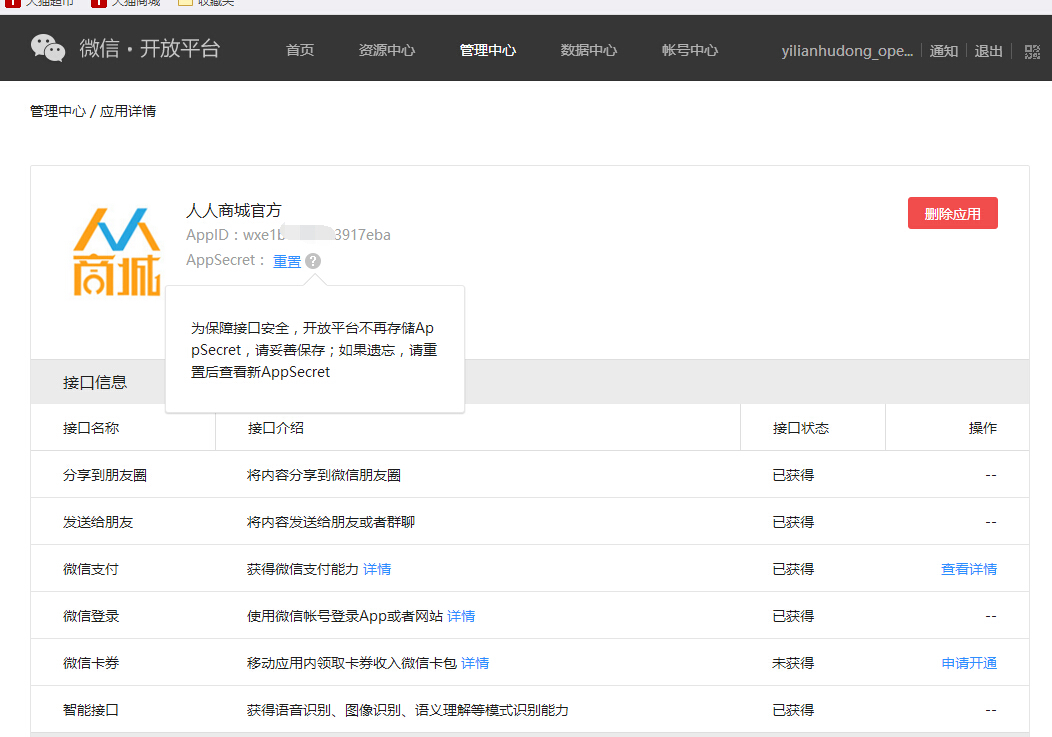 天猫超市 天猫商城 收藏夹
微信·开放平台 首页 资源中心 管理中心 数据中心 帐号中心 yilianhudong_ope... 通知 退出
管理中心 / 应用详情
商城
人人商城官方
删除应用
AppID：wxe1b 3917eba
AppSecret： 重置 ?
为保障接口安全，开放平台不再存储Ap
pSecret，请妥善保存；如果遗忘，请重
置后查看新AppSecret
接口信息
接口名称 接口介绍 接口状态 操作
分享到朋友圈 将内容分享到微信朋友圈 已获得 --
发送给朋友 将内容发送给朋友或者群聊 已获得 --
微信支付 获得微信支付能力 详情 已获得 查看详情
微信登录 使用微信帐号登录App或者网站 详情 已获得 --
微信卡券 移动应用内领取卡券收入微信卡包 详情 未获得 申请开通
智能接口 获得语音识别、图像识别、语义理解等模式识别能力 已获得 --